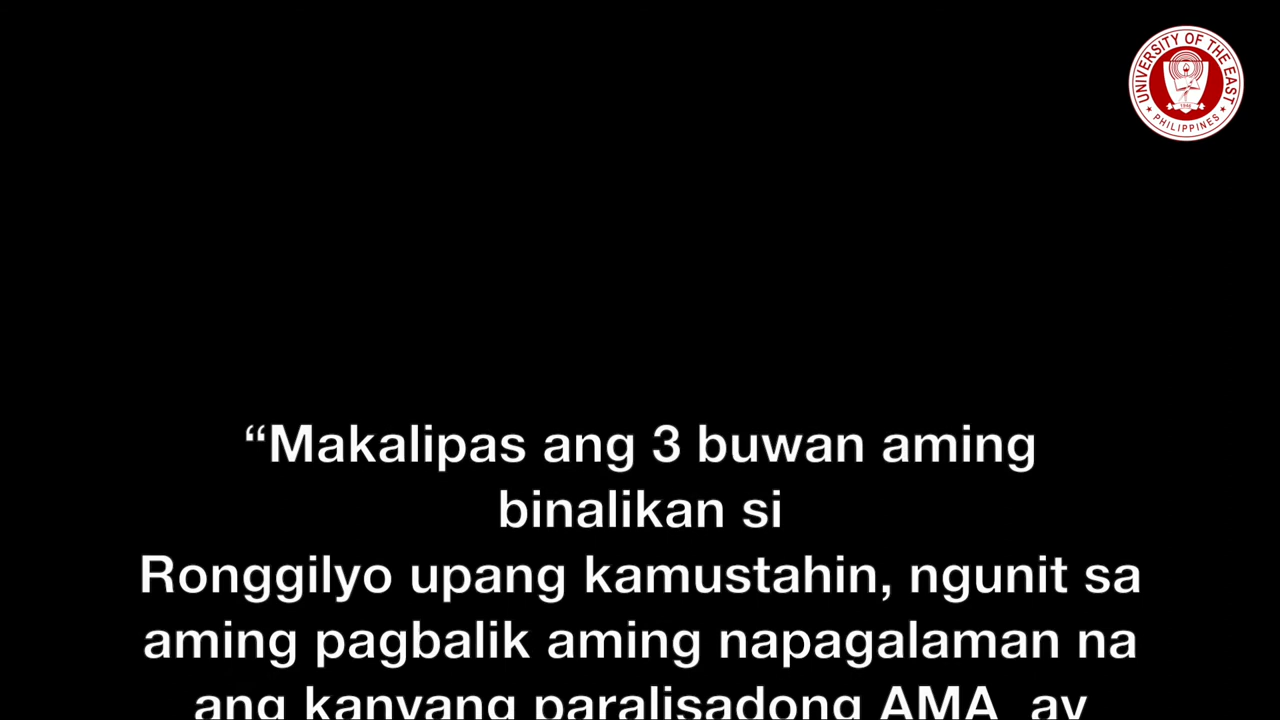 UNIVERSITY OF THE EAST
1946
PHILIPPINES
“Makalipas ang 3 buwan aming
binalikan si
Ronggilyo upang kamustahin, ngunit sa
aming pagbalik aming napagalaman na
ang kanyang paralisadong AMA, ay